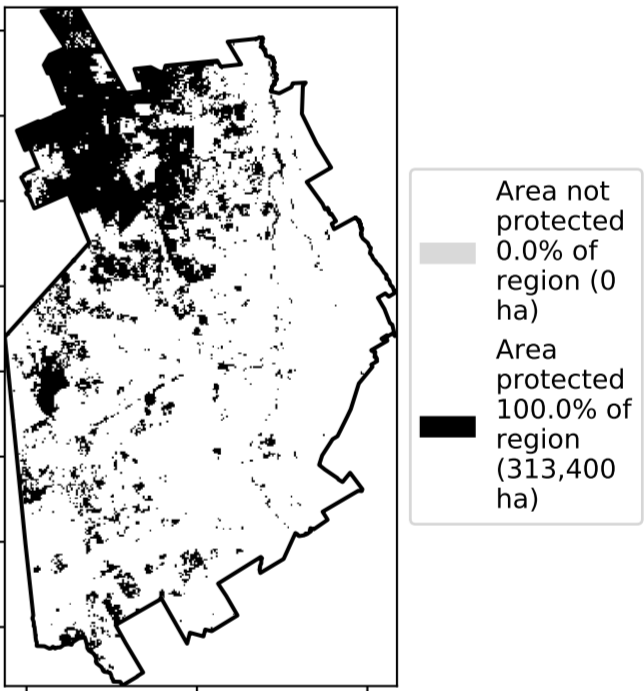 Area not
protected
0.0% of
region (0
ha)
Area
protected
100.0% of
region
(313,400
ha)